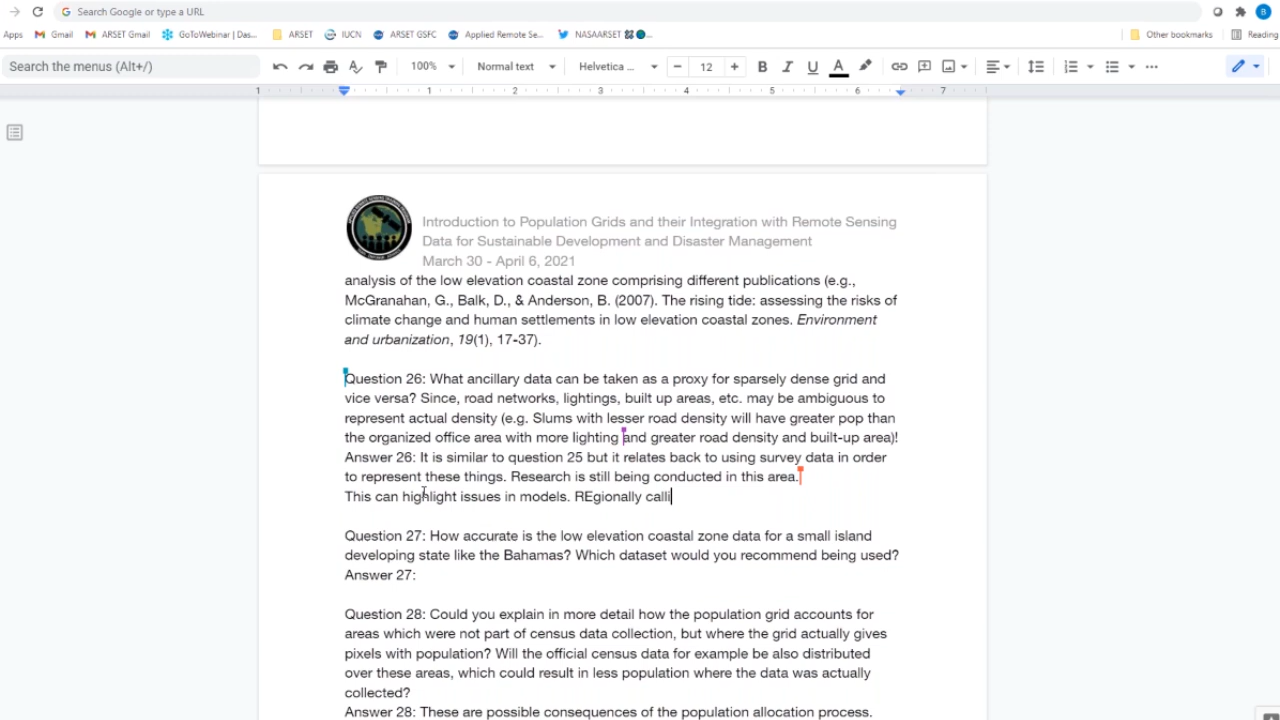 Search Google or type a URL
B
Apps Gmail ARSET Gmail GoToWebinar | Das... ARSET IUCN ARSET GSFC Applied Remote Se... NASAARSET Other bookmarks Reading
Search the menus (Alt+/) 100% Normal text Helvetica ... 12 B I U A
1 1 2 3 4 5 6 7
Introduction to Population Grids and their Integration with Remote Sensing
Data for Sustainable Development and Disaster Management
March 30 - April 6, 2021
analysis of the low elevation coastal zone comprising different publications (e.g.,
McGranahan, G., Balk, D., & Anderson, B. (2007). The rising tide: assessing the risks of
climate change and human settlements in low elevation coastal zones. Environment
and urbanization, 19(1), 17-37).
Question 26: What ancillary data can be taken as a proxy for sparsely dense grid and
vice versa? Since, road networks, lightings, built up areas, etc. may be ambiguous to
represent actual density (e.g. Slums with lesser road density will have greater pop than
the organized office area with more lighting and greater road density and built-up area)!
Answer 26: It is similar to question 25 but it relates back to using survey data in order
to represent these things. Research is still being conducted in this area.
This can highlight issues in models. REgionally calli
Question 27: How accurate is the low elevation coastal zone data for a small island
developing state like the Bahamas? Which dataset would you recommend being used?
Answer 27:
Question 28: Could you explain in more detail how the population grid accounts for
areas which were not part of census data collection, but where the grid actually gives
pixels with population? Will the official census data for example be also distributed
over these areas, which could result in less population where the data was actually
collected?
Answer 28: These are possible consequences of the population allocation process.